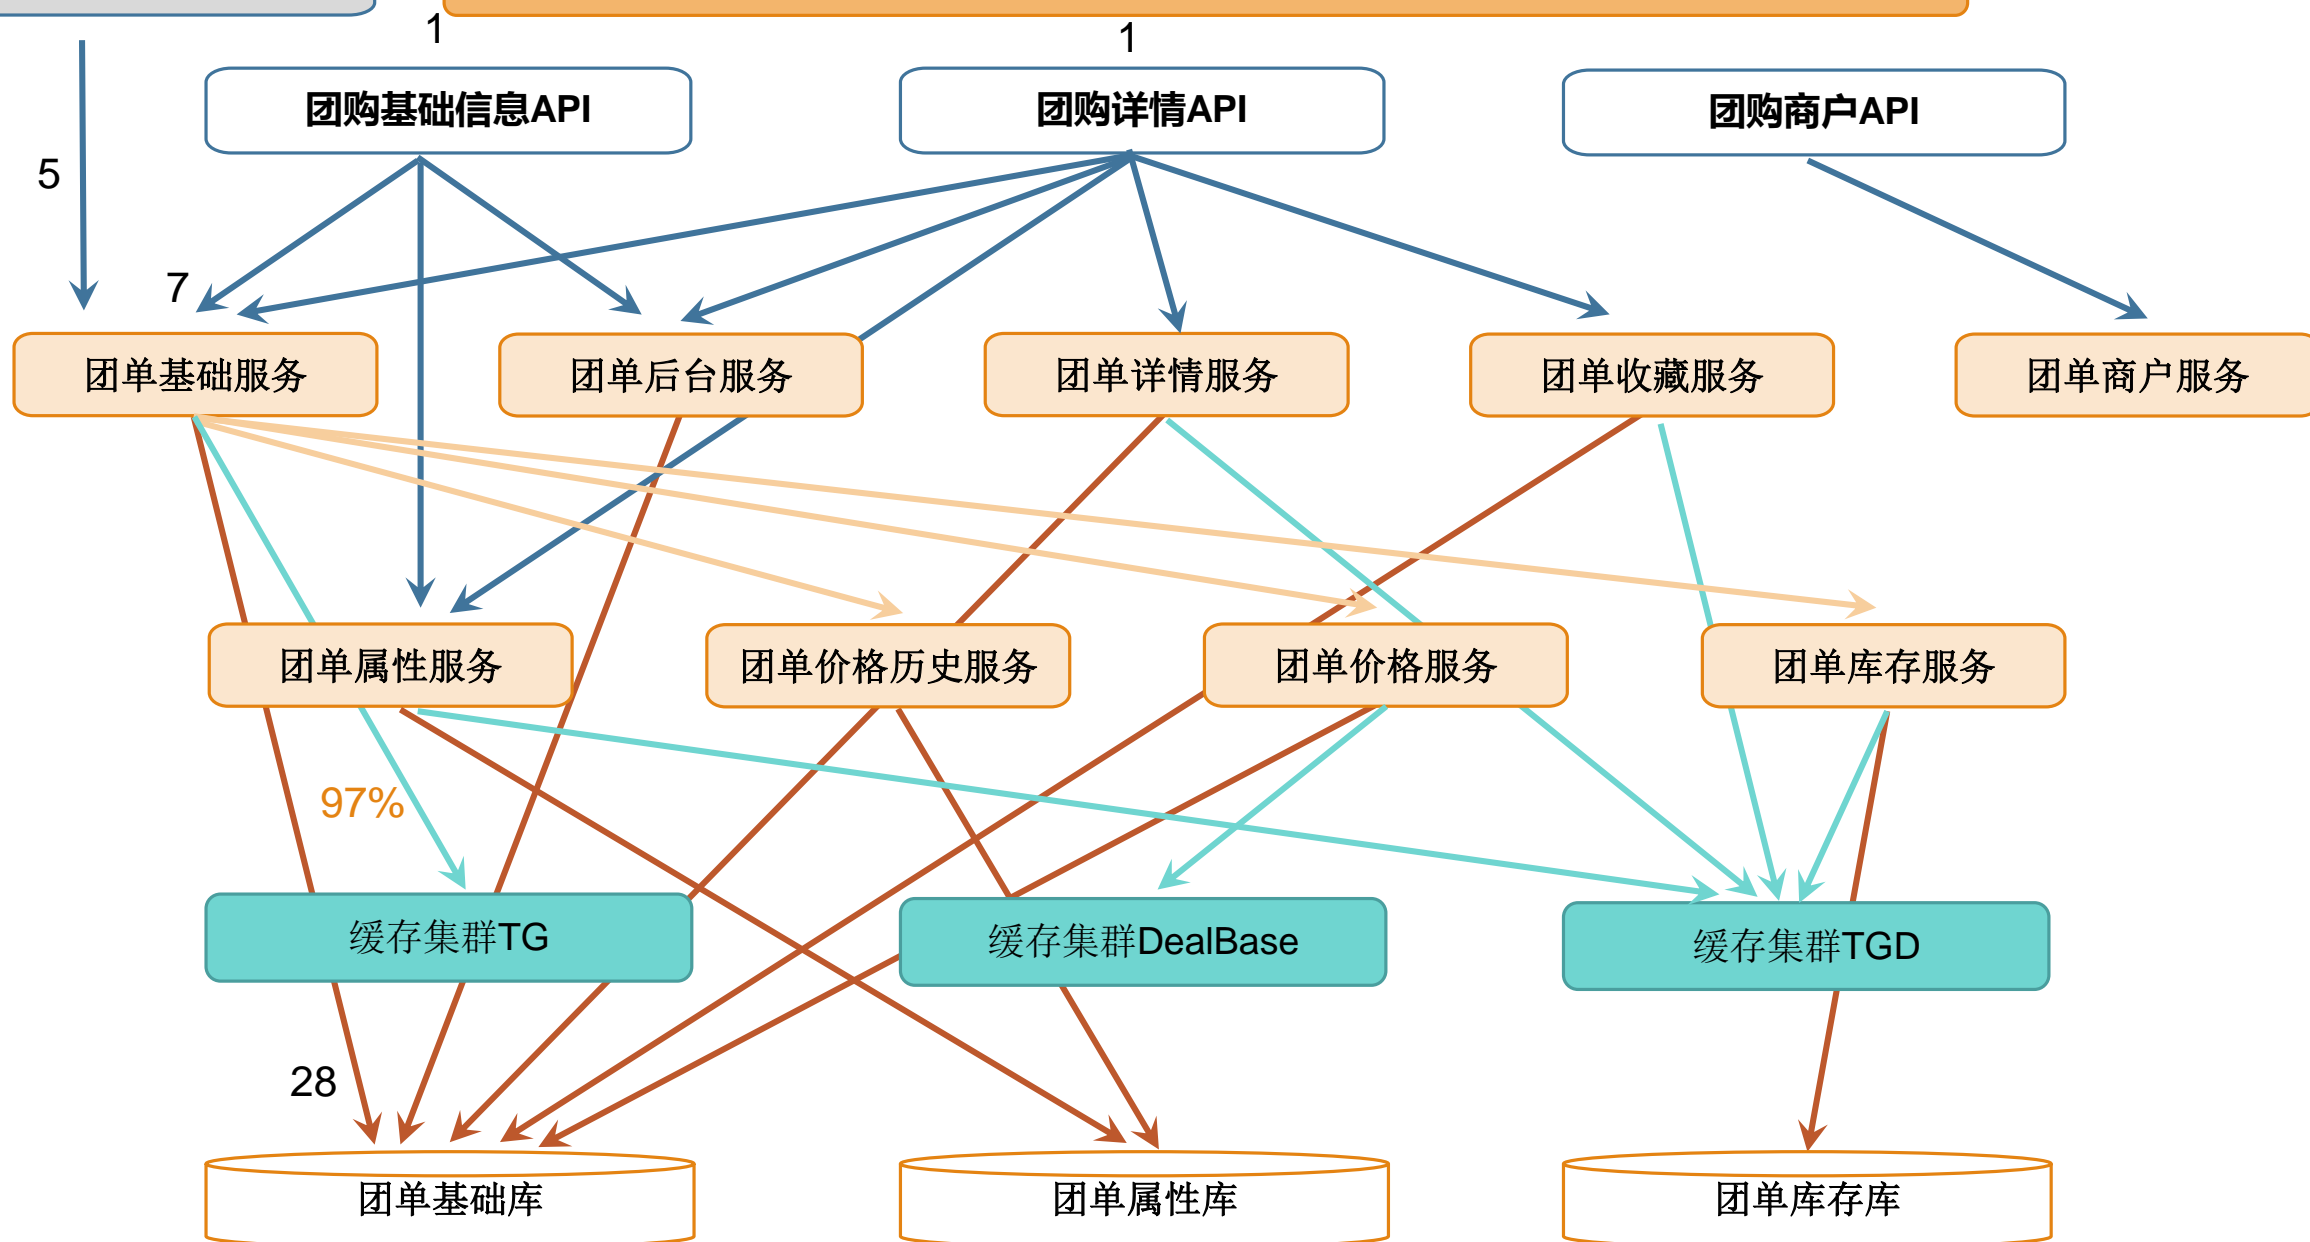 1
1
团购基础信息API
团购详情API
团购商户API
5
7
团单基础服务
团单后台服务
团单详情服务
团单收藏服务
团单商户服务
团单属性服务
团单价格历史服务
团单价格服务
团单库存服务
97%
缓存集群TG
缓存集群DealBase
缓存集群TGD
28
团单基础库
团单属性库
团单库存库